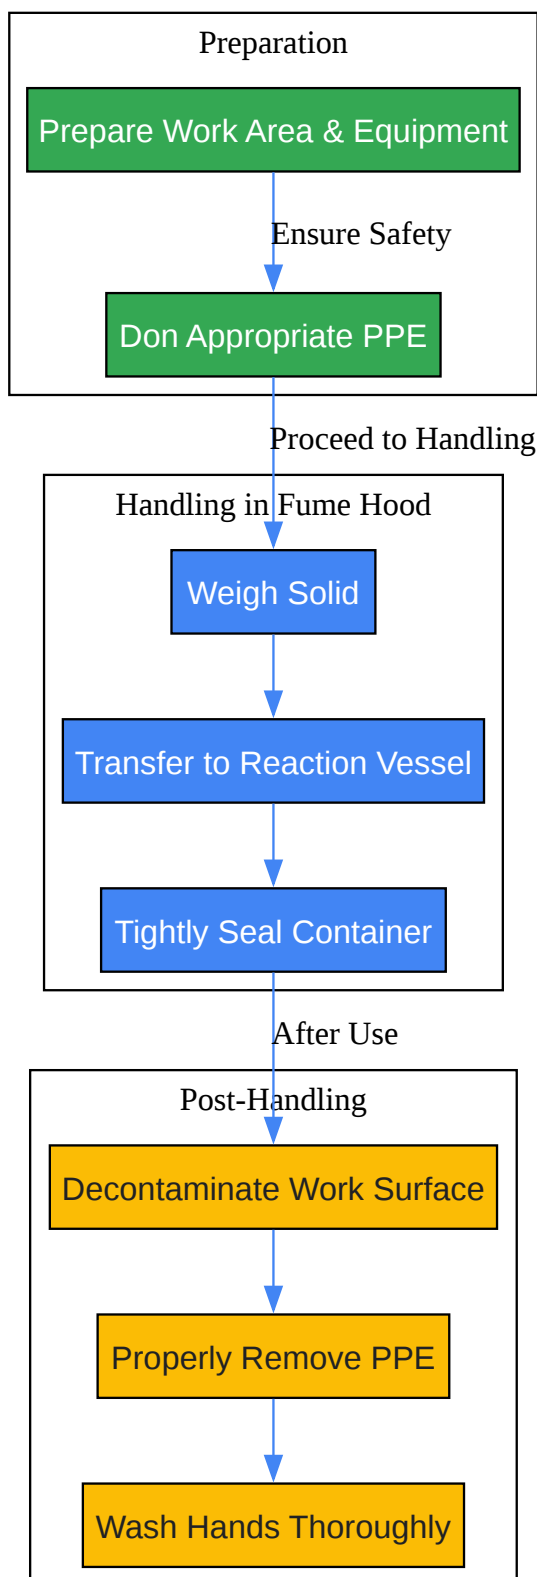 Preparation
Prepare Work Area & Equipment
Ensure Safety
Don Appropriate PPE
Proceed to Handling
Handling in Fume Hood
Weigh Solid
Transfer to Reaction Vessel
Tightly Seal Container
After Use
Post-Handling
Decontaminate Work Surface
Properly Remove PPE
Wash Hands Thoroughly